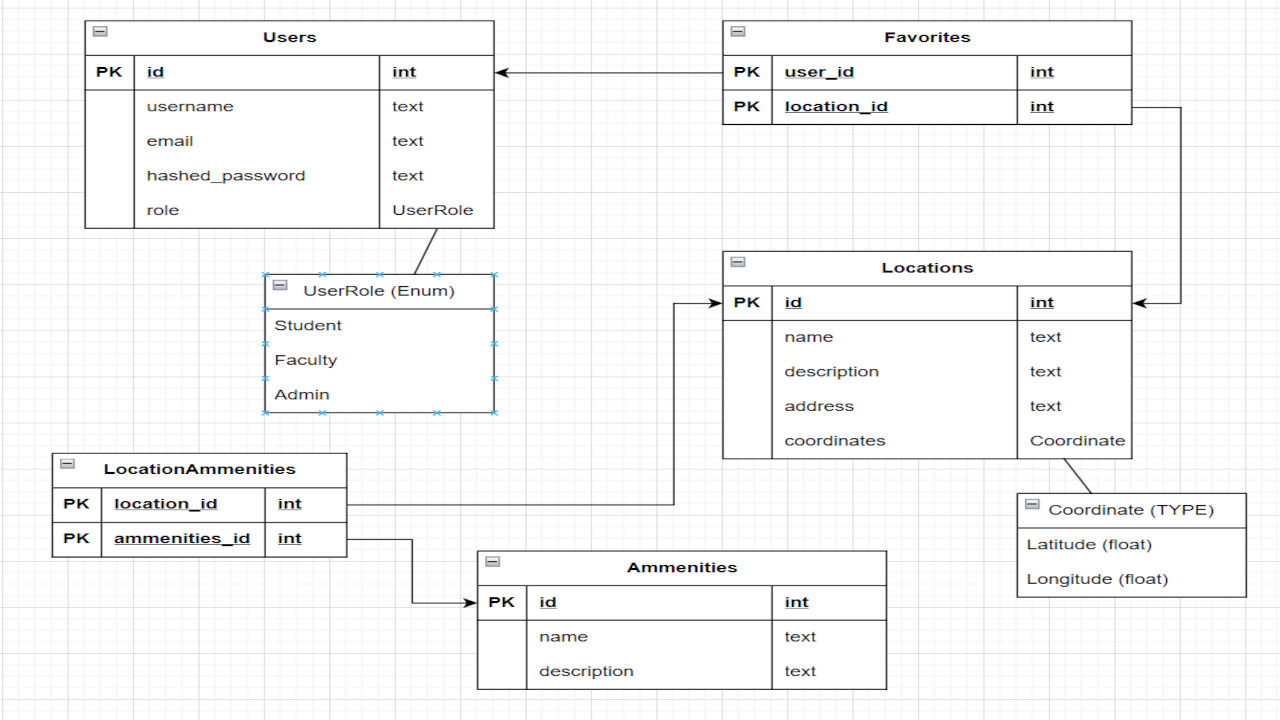 Users
PK id int
username text
email text
hashed_password text
role UserRole
UserRole (Enum)
Student
Faculty
Admin
Favorites
PK user_id int
PK location_id int
Locations
PK id int
name text
description text
address text
coordinates Coordinate
Coordinate (TYPE)
Latitude (float)
Longitude (float)
LocationAmmenities
PK location_id int
PK ammenities_id int
Ammenities
PK id int
name text
description text